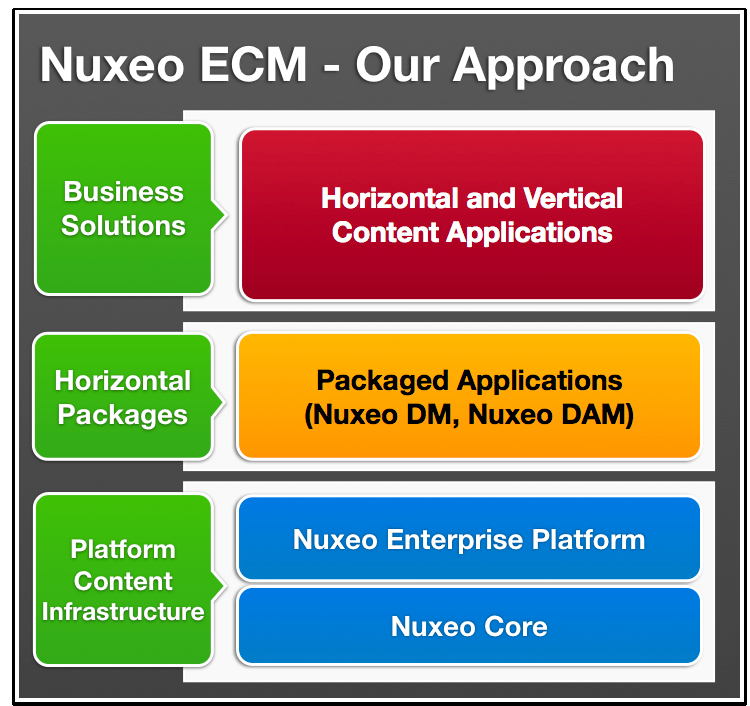 Nuxeo ECM - Our Approach
Business
Solutions
Horizontal and Vertical
Content Applications
Horizontal
Packages
Packaged Applications
(Nuxeo DM, Nuxeo DAM)
Platform
Content
Infrastructure
Nuxeo Enterprise Platform
Nuxeo Core